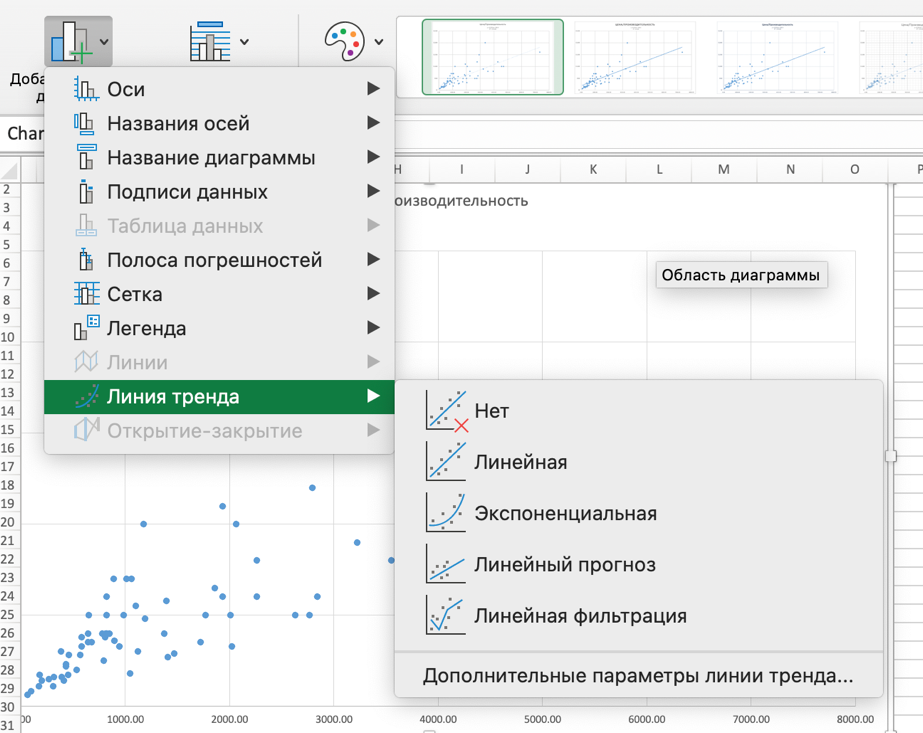 Доба
д
Char
Оси
Названия осей
Название диаграммы
Подписи данных
Таблица данных
Полоса погрешностей
Сетка
Легенда
Линии
Линия тренда
Открытие-закрытие
H I J K L M N O P
оизводительность
Область диаграммы
Нет
Линейная
Экспоненциальная
Линейный прогноз
Линейная фильтрация
Дополнительные параметры линии тренда...
2
3
4
5
6
7
8
9
10
11
12
13
14
15
16
17
18
19
20
21
22
23
24
25
26
27
28
29
30
31
00 1000.00 2000.00 3000.00 4000.00 5000.00 6000.00 7000.00 8000.00